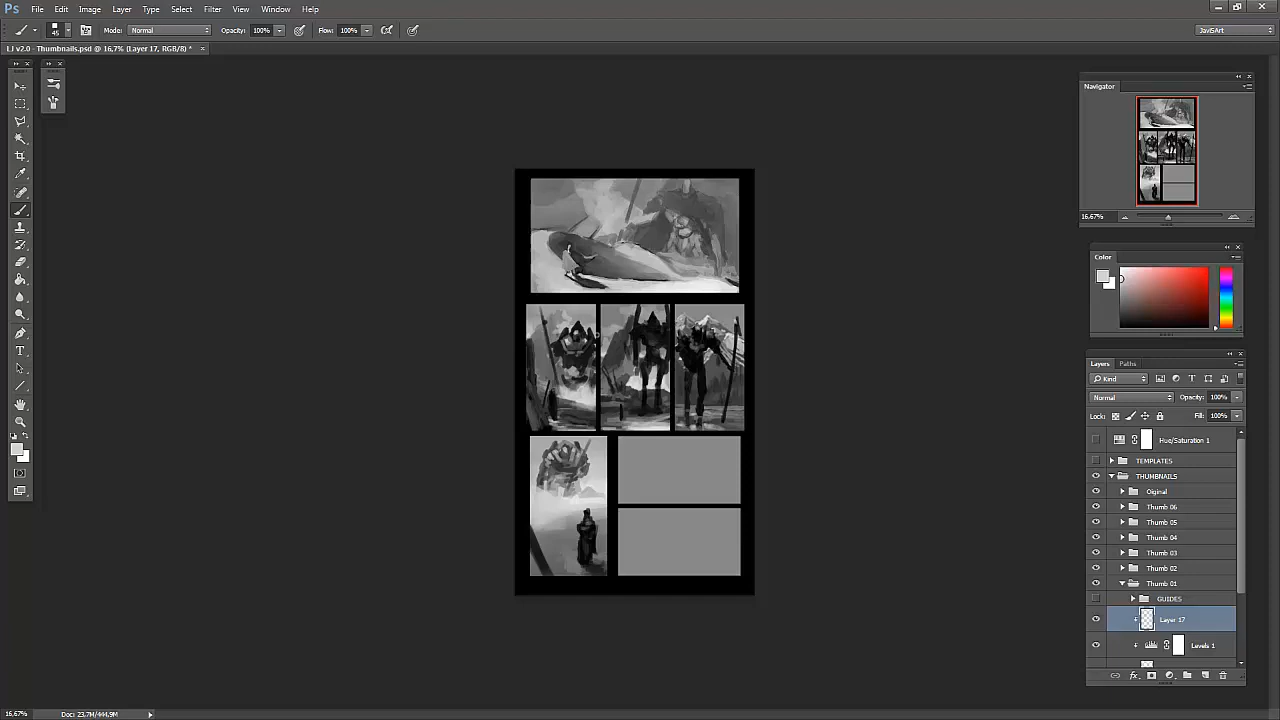 Ps File Edit Image Layer Type Select Filter View Window Help
45 Mode: Normal Opacity: 100% Flow: 100% JaviSArt
LJ v2.0 - Thumbnails.psd @ 16,7% (Layer 17, RGB/8) *
Navigator
16,67%
Color
Layers Paths
Kind
Normal Opacity: 100%
Lock: Fill: 100%
Hue/Saturation 1
TEMPLATES
THUMBNAILS
Oiginal
Thumb 06
Thumb 05
Thumb 04
Thumb 03
Thumb 02
Thumb 01
GUIDES
Layer 17
Levels 1
16,67% Doc: 23,7M/444,9M